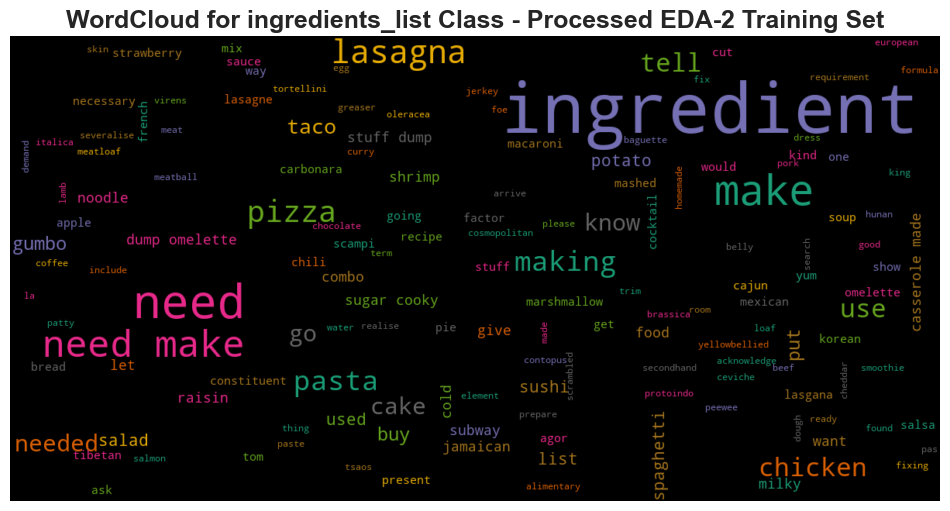 WordCloud for ingredients_list Class - Processed EDA-2 Training Set
skin
strawberry
mix
sauce
way
lasagna
egg
tell
cut
european
fix
requirement
formula
necessary
virens
french
lasagne
tortellini
greaser
oleracea
jerkey
foe
ingredient
italica
severalise
meat
meatloaf
taco
stuff dump
curry
macaroni
baguette
dress
kind
one
demand
meatball
carbonara
shrimp
potato
would
pork
king
lamb
noodle
mashed
homemade
make
arrive
apple
pizza
chocolate
going
factor
cosmopolitan
please
know
cocktail
soup
hunan
gumbo
dump omelette
scampi
recipe
term
belly
search
good
coffee
include
chili
combo
stuff
making
yum
show
casserole made
la
need
sugar cooky
marshmallow
trim
cajun
mexican
omelette
patty
water
realise
pie
give
made
get
food
brassica
room
loaf
use
korean
need make
go
yellowbellied
put
bread
let
constituent
pasta
contopus
scrambled
secondhand
acknowledge
ceviche
beef
cheddar
smoothie
raisin
cake
cold
element
sushi
protoindo
peewee
lasgana
thing
used
prepare
dough
ready
found
salsa
needed
salad
buy
subway
jamaican
agor
spaghetti
want
pas
tibetan
salmon
paste
tom
tsaos
list
chicken
fixing
ask
present
alimentary
milky